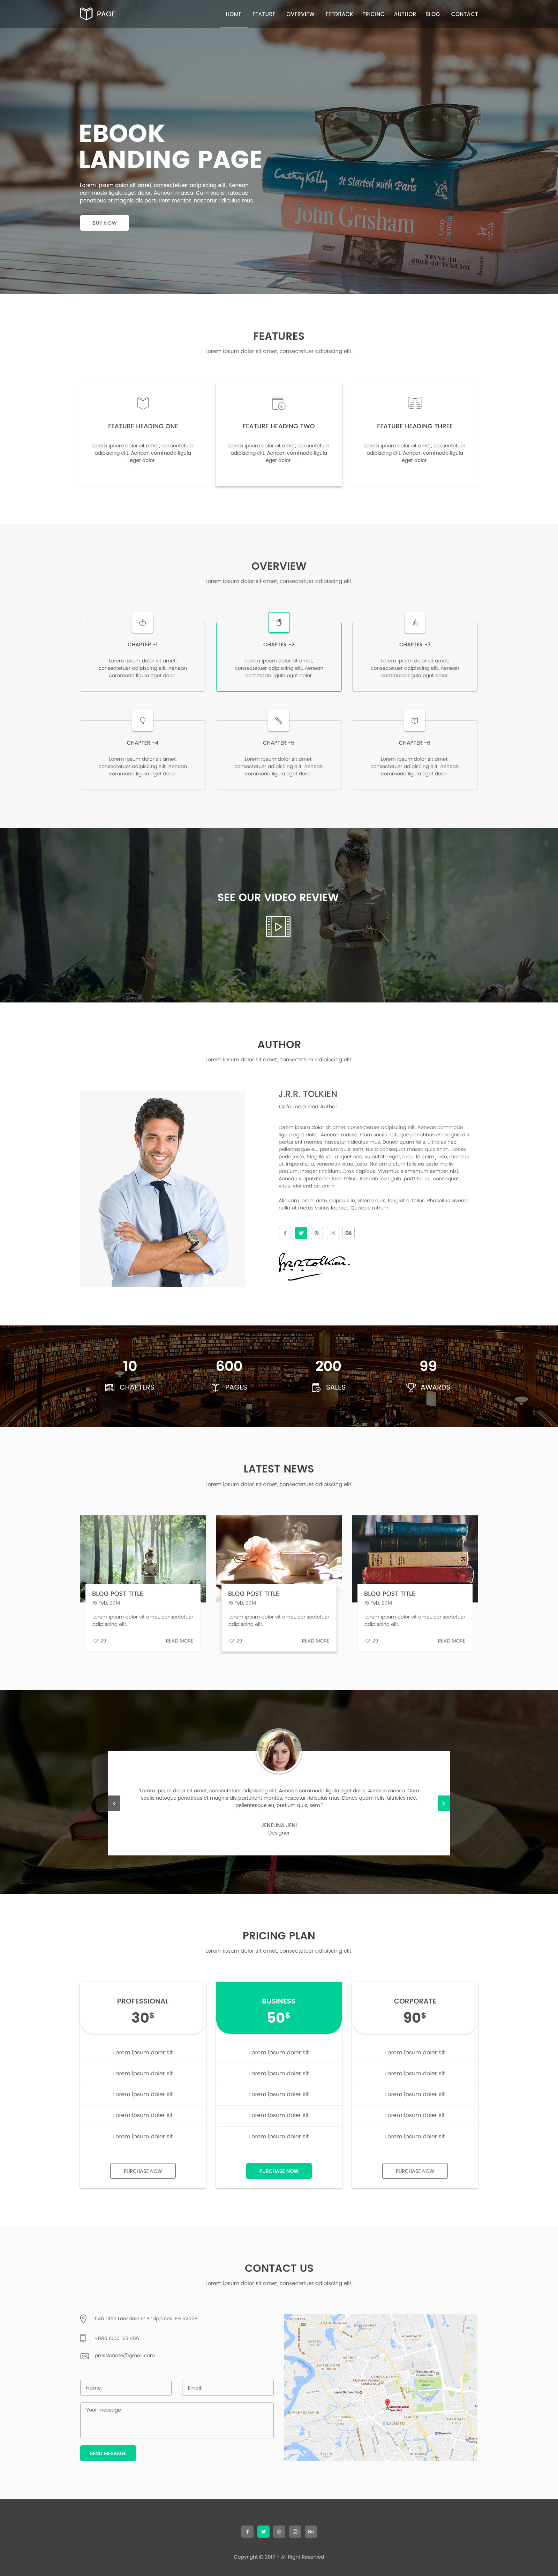 PAGE
HOME FEATURE OVERVIEW FEEDBACK PRICING AUTHOR BLOG CONTACT
EBOOK
LANDING PAGE
Lorem ipsum dolor sit amet, consectetuer adipiscing elit. Aenean
commodo ligula eget dolor. Aenean massa. Cum sociis natoque
penatibus et magnis dis parturient montes, nascetur ridiculus mus.
BUY NOW
Cathy Kelly It Started with Paris
John Grisham
FEATURES
Lorem ipsum dolor sit amet, consectetuer adipiscing elit.
FEATURE HEADING ONE
Lorem ipsum dolor sit amet, consectetuer
adipiscing elit. Aenean commodo ligula
eget dolor.
FEATURE HEADING TWO
Lorem ipsum dolor sit amet, consectetuer
adipiscing elit. Aenean commodo ligula
eget dolor.
FEATURE HEADING THREE
Lorem ipsum dolor sit amet, consectetuer
adipiscing elit. Aenean commodo ligula
eget dolor.
OVERVIEW
Lorem ipsum dolor sit amet, consectetuer adipiscing elit.
CHAPTER -1
Lorem ipsum dolor sit amet,
consectetuer adipiscing elit. Aenean
commodo ligula eget dolor.
CHAPTER -2
Lorem ipsum dolor sit amet,
consectetuer adipiscing elit. Aenean
commodo ligula eget dolor.
CHAPTER -3
Lorem ipsum dolor sit amet,
consectetuer adipiscing elit. Aenean
commodo ligula eget dolor.
CHAPTER -4
Lorem ipsum dolor sit amet,
consectetuer adipiscing elit. Aenean
commodo ligula eget dolor.
CHAPTER -5
Lorem ipsum dolor sit amet,
consectetuer adipiscing elit. Aenean
commodo ligula eget dolor.
CHAPTER -6
Lorem ipsum dolor sit amet,
consectetuer adipiscing elit. Aenean
commodo ligula eget dolor.
SEE OUR VIDEO REVIEW
AUTHOR
Lorem ipsum dolor sit amet, consectetuer adipiscing elit.
J.R.R. TOLKIEN
Cofounder and Author
Lorem ipsum dolor sit amet, consectetuer adipiscing elit. Aenean commodo
ligula eget dolor. Aenean massa. Cum sociis natoque penatibus et magnis dis
parturient montes, nascetur ridiculus mus. Donec quam felis, ultricies nec,
pellentesque eu, pretium quis, sem. Nulla consequat massa quis enim. Donec
pede justo, fringilla vel, aliquet nec, vulputate eget, arcu. In enim justo, rhoncus
ut, imperdiet a, venenatis vitae, justo. Nullam dictum felis eu pede mollis
pretium. Integer tincidunt. Cras dapibus. Vivamus elementum semper nisi.
Aenean vulputate eleifend tellus. Aenean leo ligula, porttitor eu, consequat
vitae, eleifend ac, enim.
Aliquam lorem ante, dapibus in, viverra quis, feugiat a, tellus. Phasellus viverra
nulla ut metus varius laoreet. Quisque rutrum.
Bē
10 600 200 99
CHAPTERS PAGES SALES AWARDS
LATEST NEWS
Lorem ipsum dolor sit amet, consectetuer adipiscing elit.
BLOG POST TITLE
15 Feb, 2014
Lorem ipsum dolor sit amet, consectetuer
adipiscing elit.
29 READ MORE
BLOG POST TITLE
15 Feb, 2014
Lorem ipsum dolor sit amet, consectetuer
adipiscing elit.
29 READ MORE
BLOG POST TITLE
15 Feb, 2014
Lorem ipsum dolor sit amet, consectetuer
adipiscing elit.
29 READ MORE
"Lorem ipsum dolor sit amet, consectetuer adipiscing elit. Aenean commodo ligula eget dolor. Aenean massa. Cum
sociis natoque penatibus et magnis dis parturient montes, nascetur ridiculus mus. Donec quam felis, ultricies nec,
pellentesque eu, pretium quis, sem."
JENELINA JENI
Designer
PRICING PLAN
Lorem ipsum dolor sit amet, consectetuer adipiscing elit.
PROFESSIONAL
30$
Lorem ipsum doler sit
Lorem ipsum doler sit
Lorem ipsum doler sit
Lorem ipsum doler sit
Lorem ipsum doler sit
PURCHASE NOW
BUSINESS
50$
Lorem ipsum doler sit
Lorem ipsum doler sit
Lorem ipsum doler sit
Lorem ipsum doler sit
Lorem ipsum doler sit
PURCHASE NOW
CORPORATE
90$
Lorem ipsum doler sit
Lorem ipsum doler sit
Lorem ipsum doler sit
Lorem ipsum doler sit
Lorem ipsum doler sit
PURCHASE NOW
CONTACT US
Lorem ipsum dolor sit amet, consectetuer adipiscing elit.
546 Little Lonsdale st Philippines, PH 62058
+880 1000 123 456
pressionate@gmail.com
Name:
Email:
Your message
SEND MESSAGE
LALMATIA
Bē
Copyright © 2017 - All Right Reserved